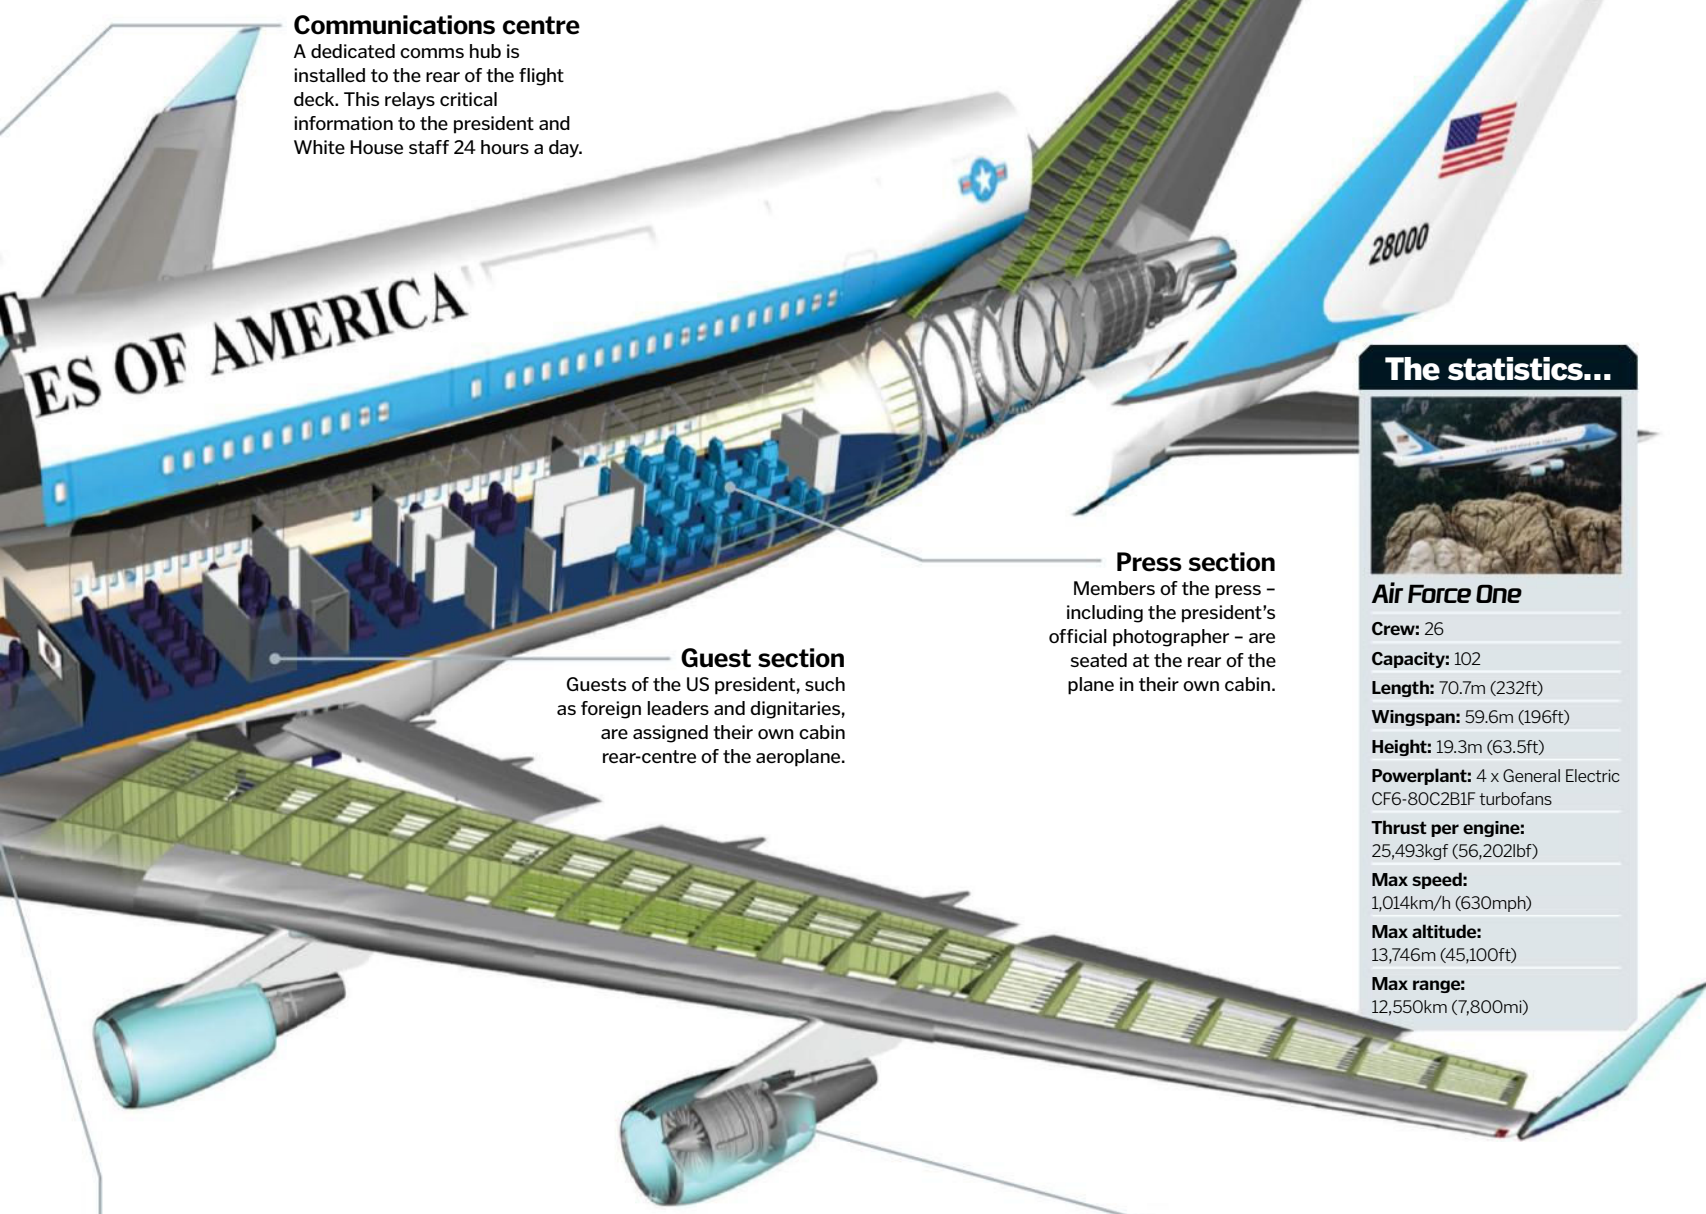 Communications centre
A dedicated comms hub is
installed to the rear of the flight
deck. This relays critical
information to the president and
White House staff 24 hours a day.
ES OF AMERICA
28000
Press section
Members of the press –
including the president's
official photographer – are
seated at the rear of the
plane in their own cabin.
Guest section
Guests of the US president, such
as foreign leaders and dignitaries,
are assigned their own cabin
rear-centre of the aeroplane.
The statistics...
Air Force One
Crew: 26
Capacity: 102
Length: 70.7m (232ft)
Wingspan: 59.6m (196ft)
Height: 19.3m (63.5ft)
Powerplant: 4 x General Electric
CF6-80C2B1F turbofans
Thrust per engine:
25,493kgf (56,202lbf)
Max speed:
1,014km/h (630mph)
Max altitude:
13,746m (45,100ft)
Max range:
12,550km (7,800mi)